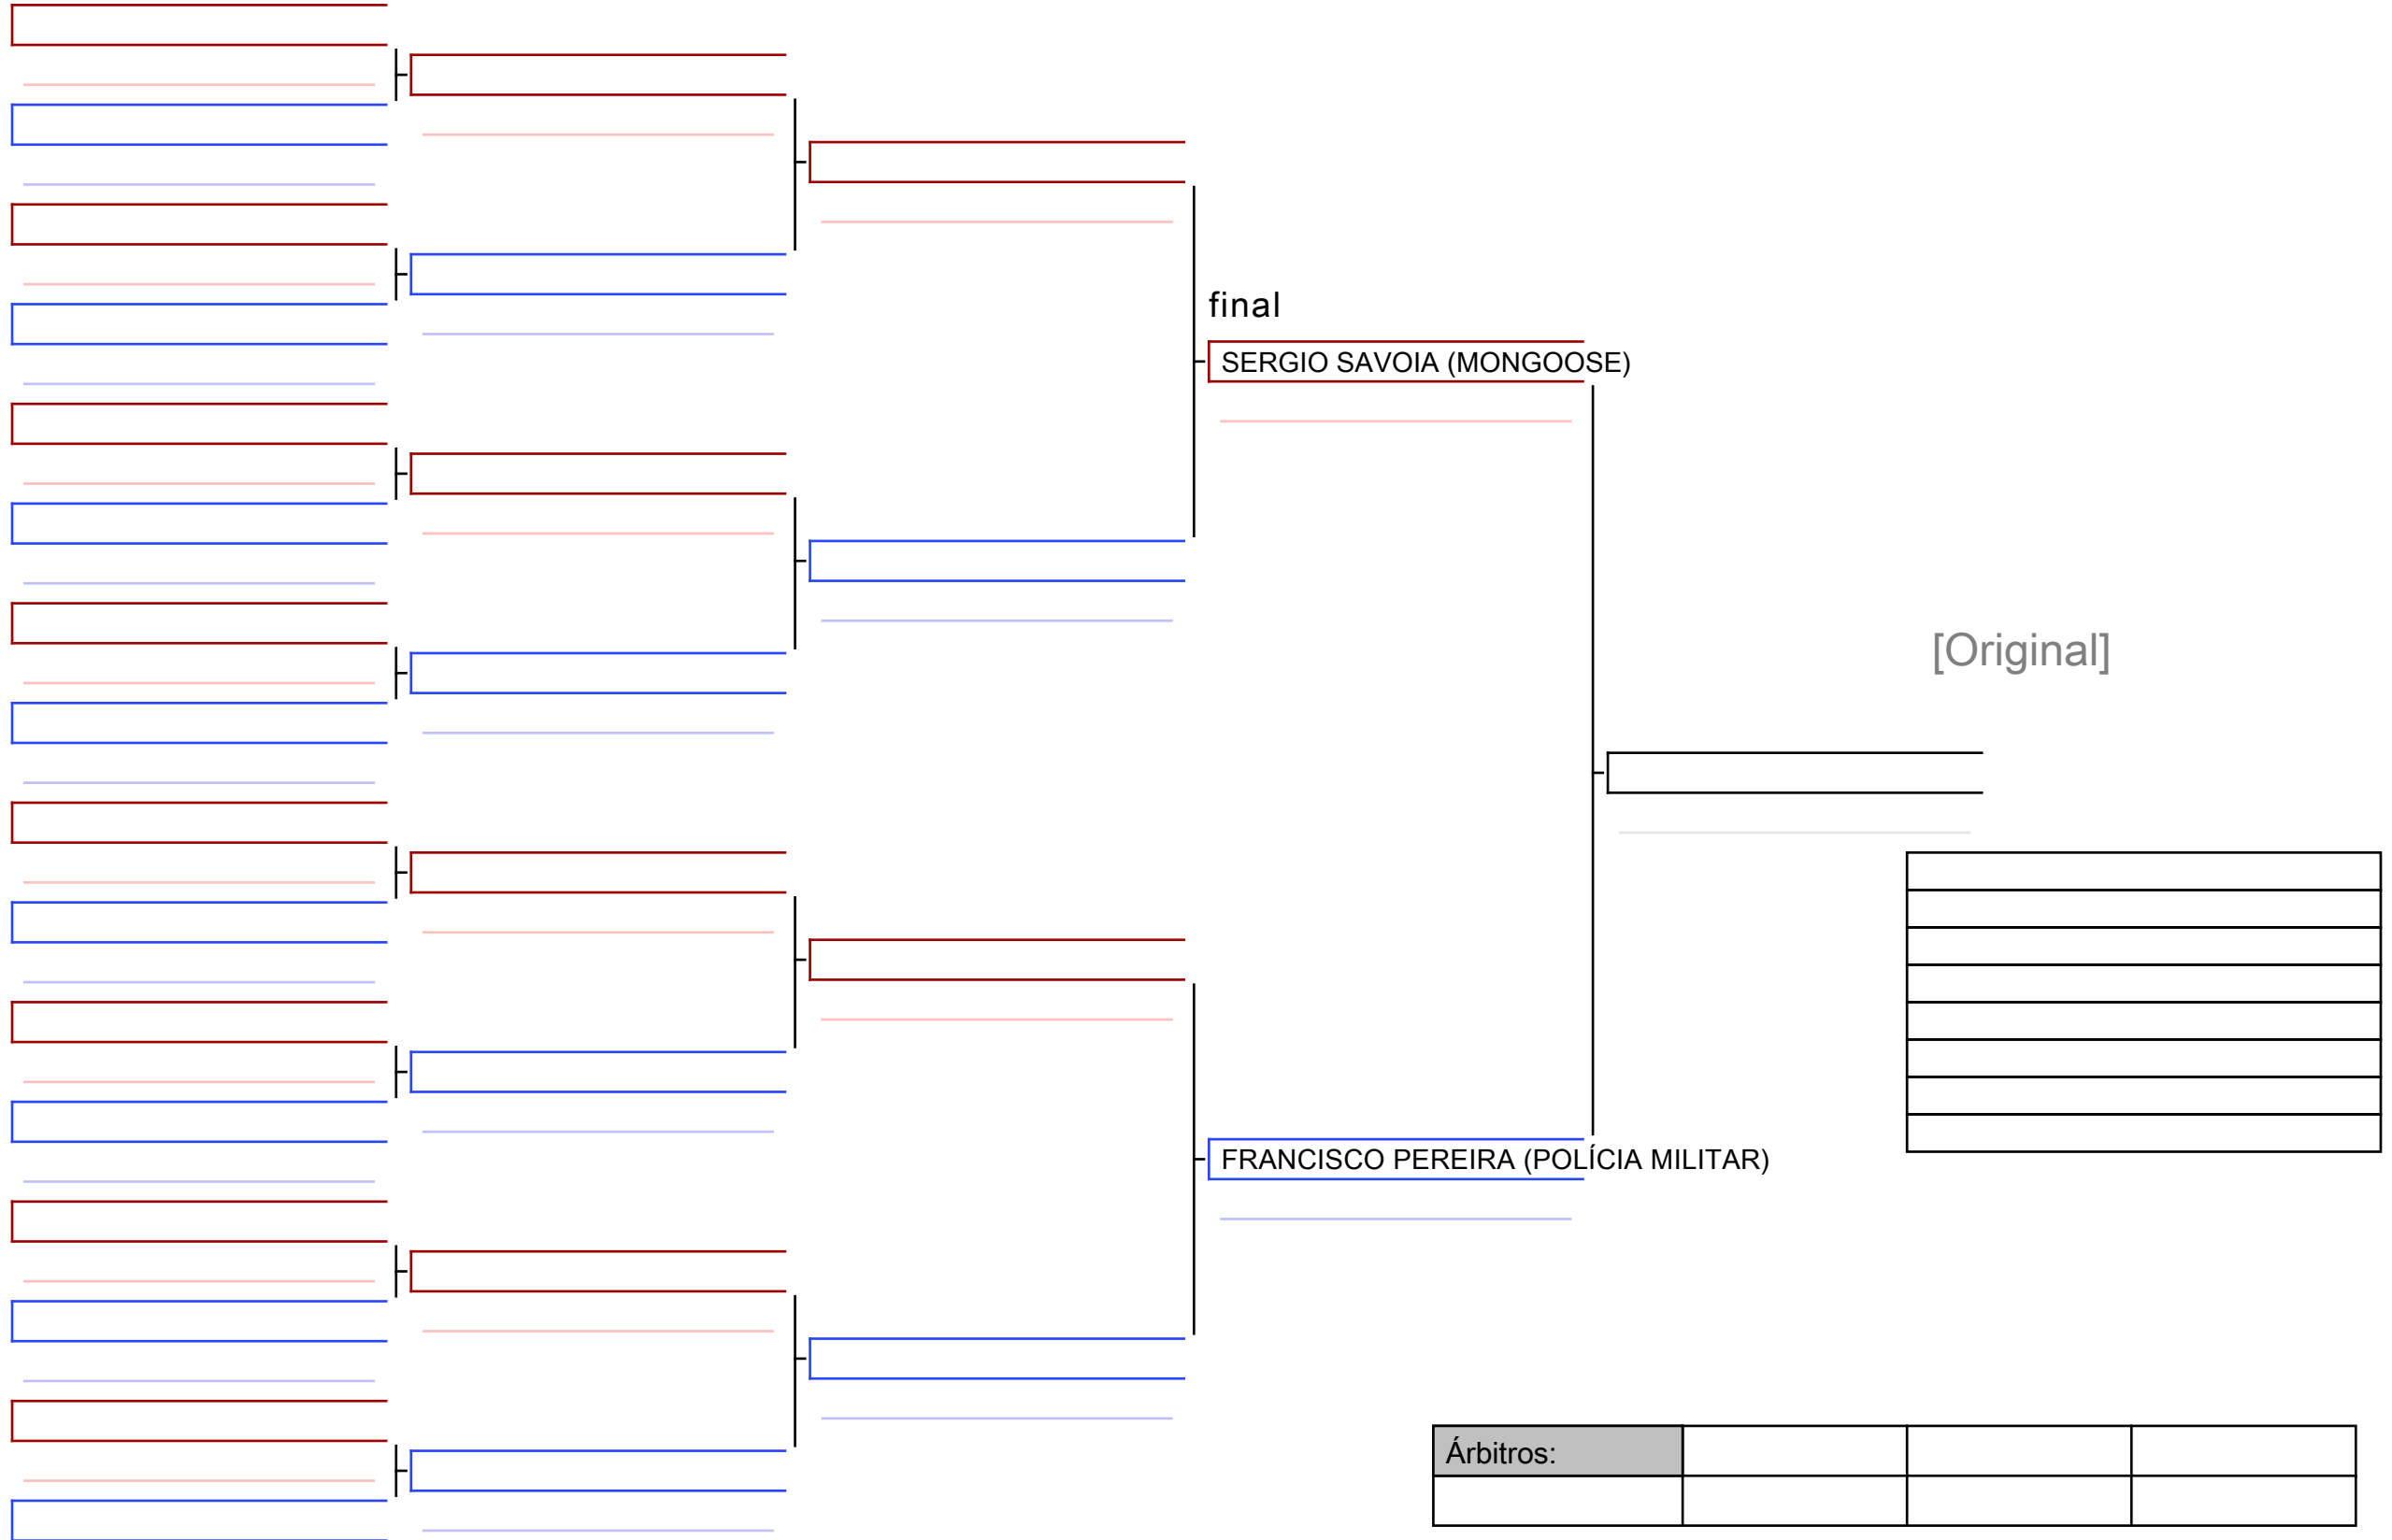 final
SERGIO SAVOIA (MONGOOSE)
[Original]
FRANCISCO PEREIRA (POLÍCIA MILITAR)
Árbitros: